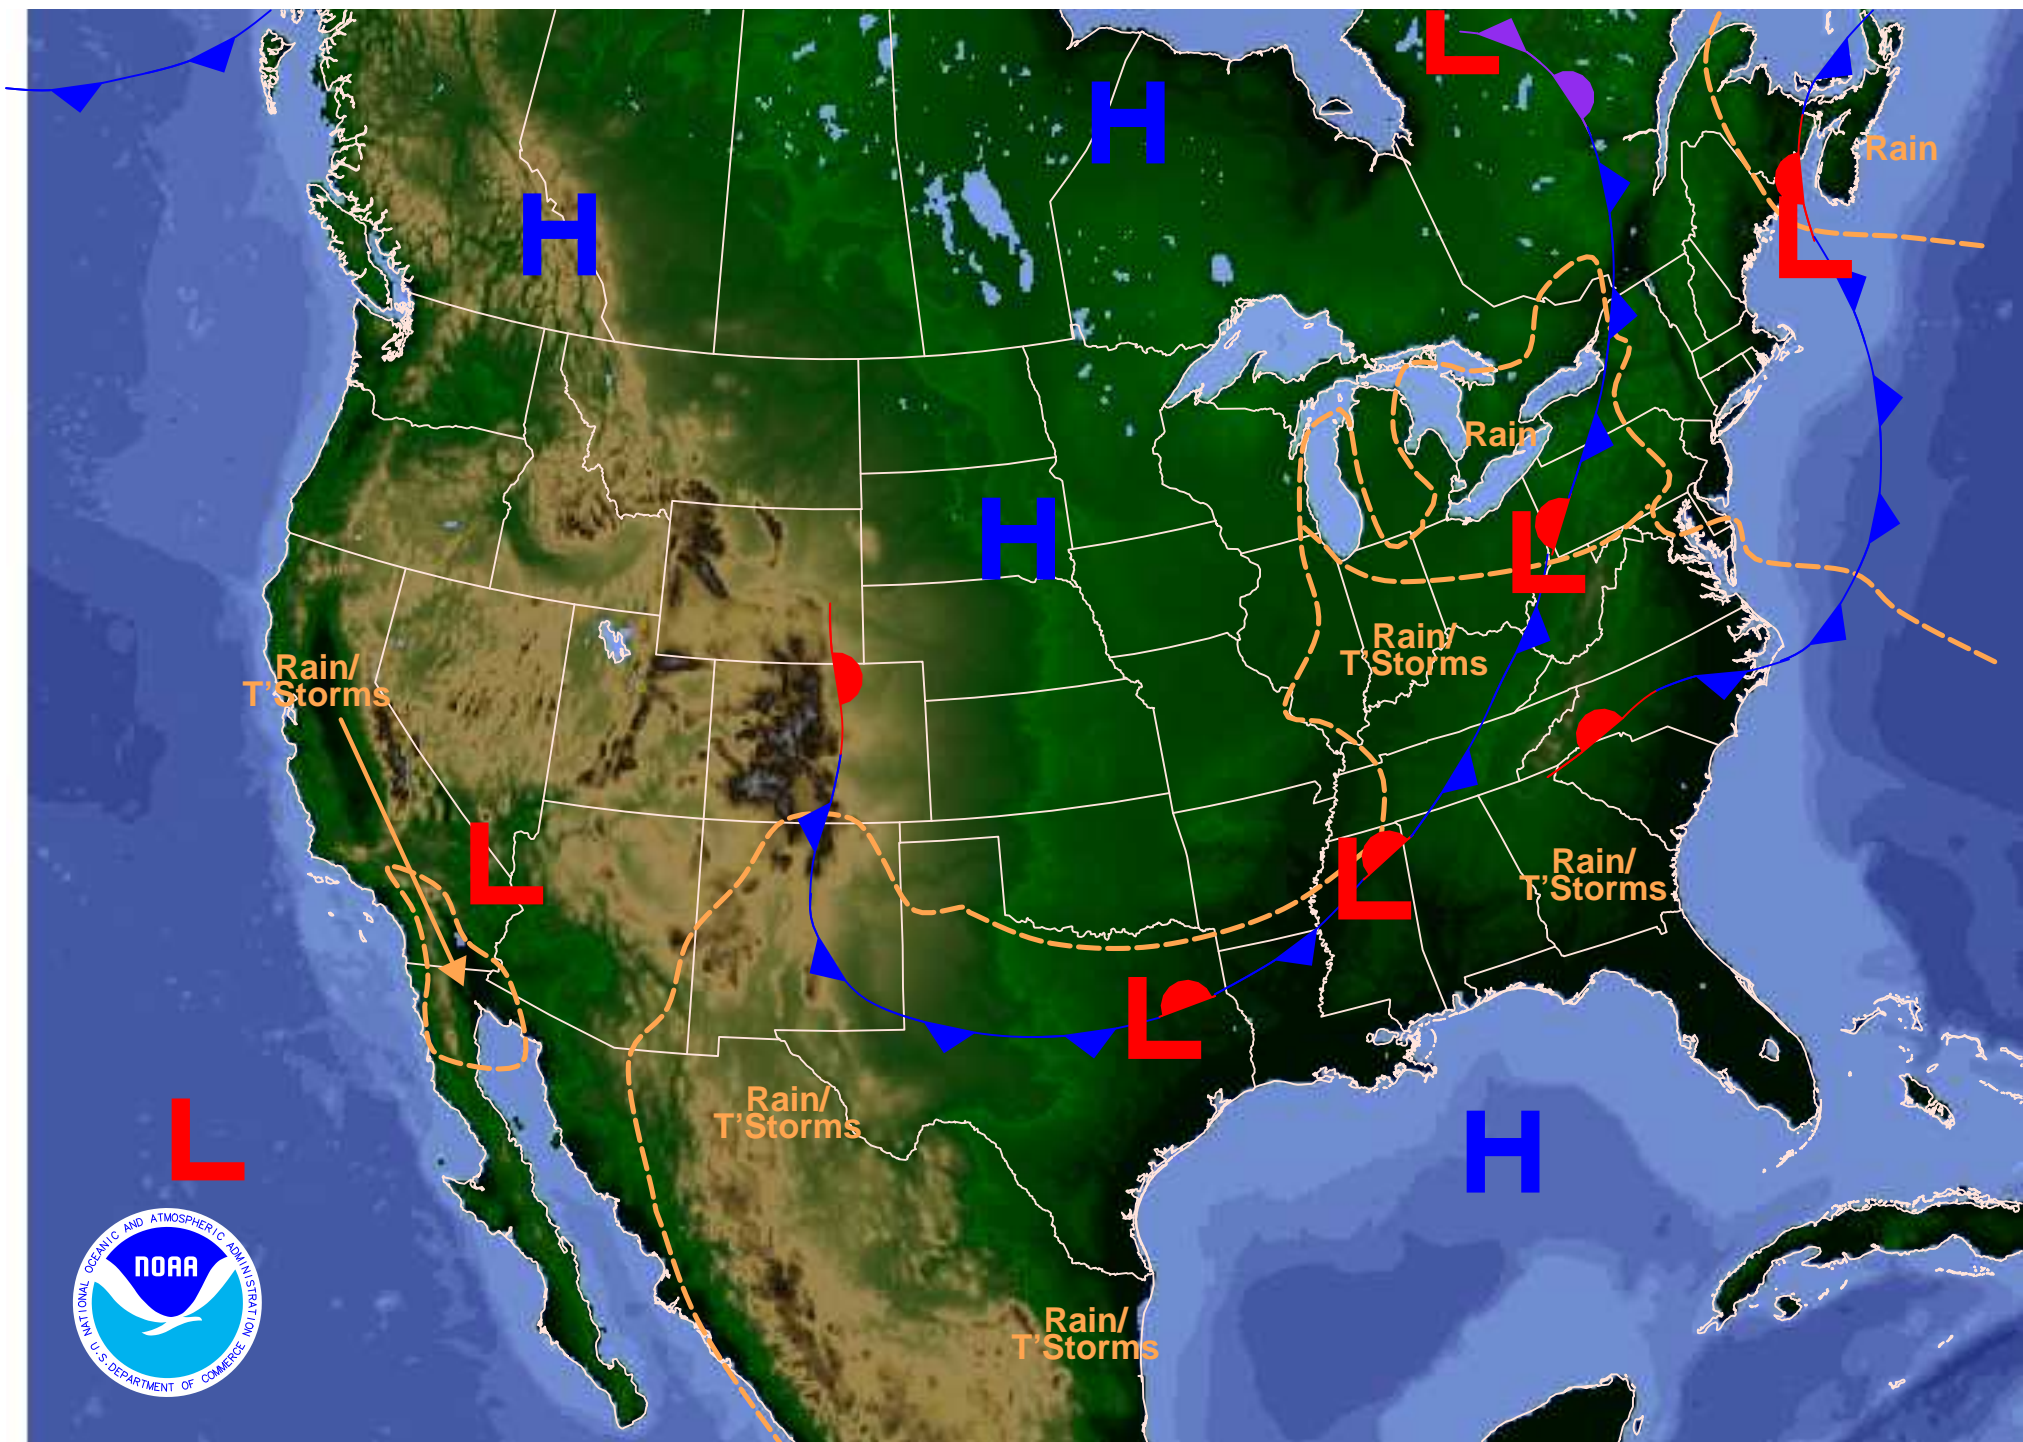 L
H
Rain
H
L
Rain
H
L
Rain/
T'Storms
Rain/
T'Storms
L
L
Rain/
T'Storms
L
Rain/
T'Storms
L
H
Rain/
T'Storms
NATIONAL OCEANIC AND ATMOSPHERIC ADMINISTRATION
NOAA
U.S. DEPARTMENT OF COMMERCE